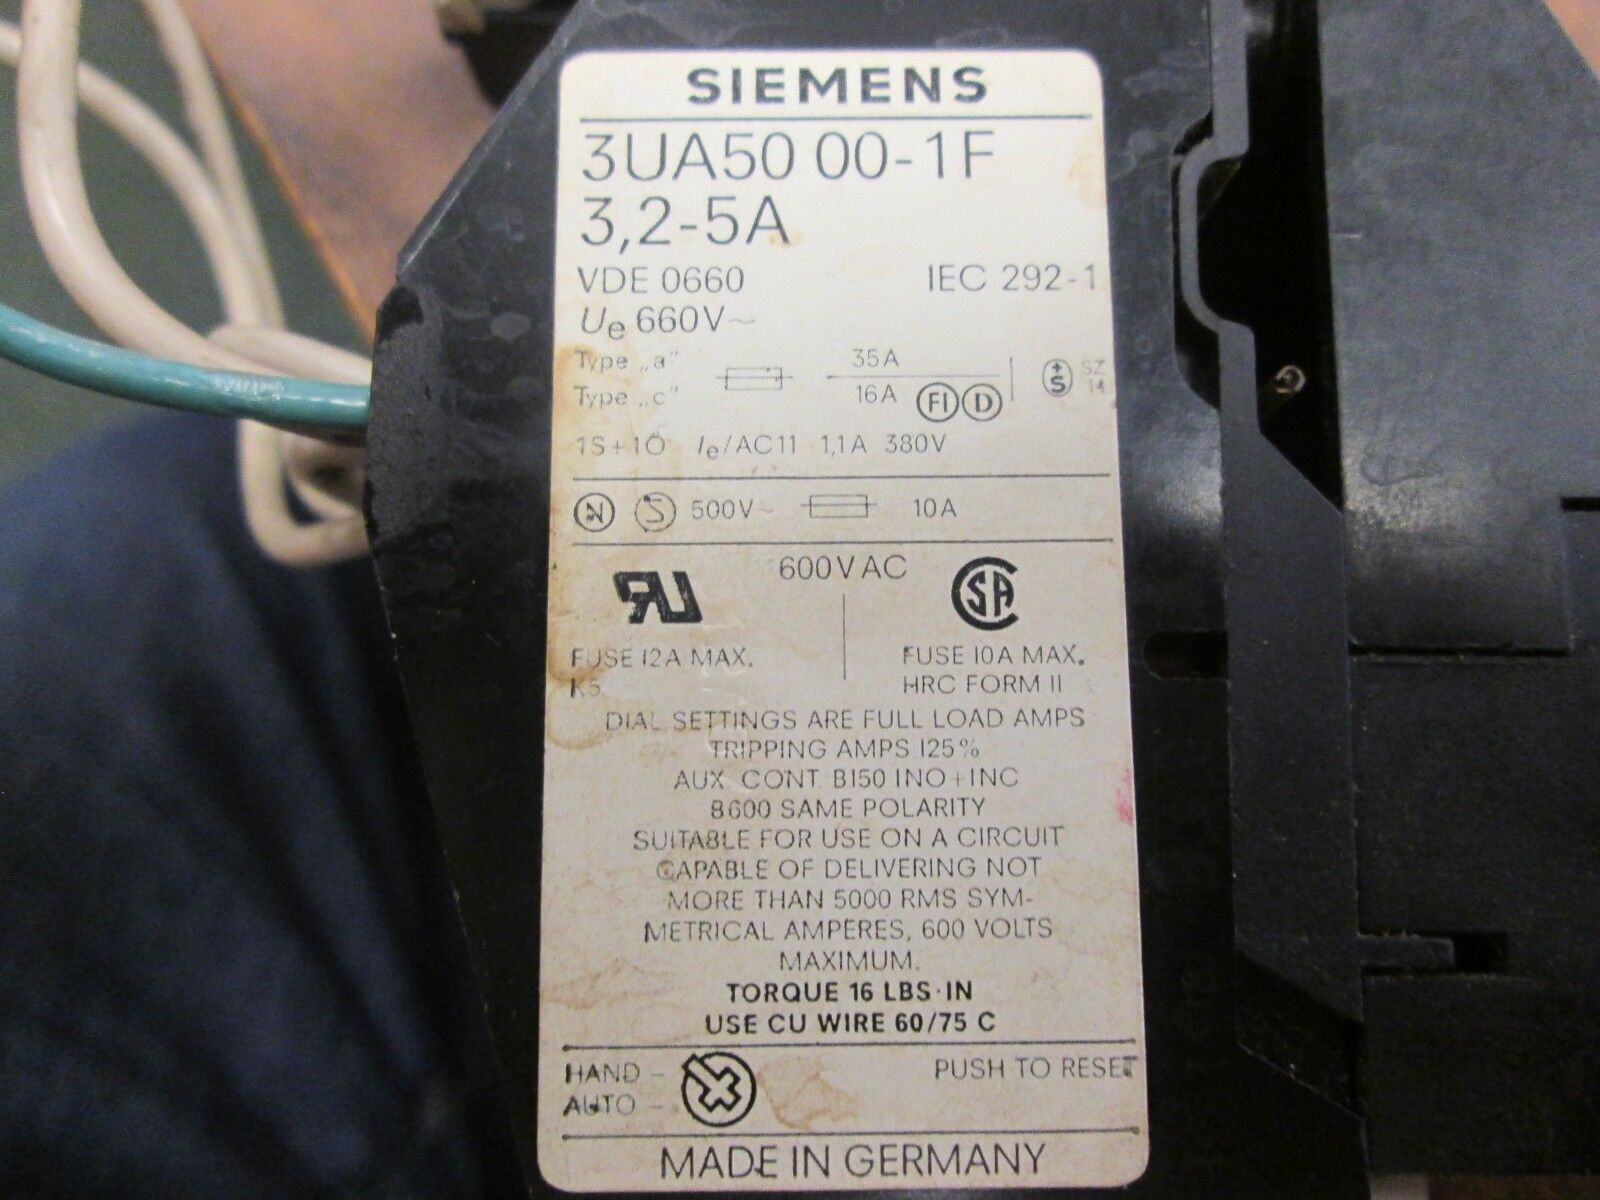 SIEMENS
3UA50 00-1F
3,2-5A
VDE 0660 IEC 292-1
Ue 660V~
Type „a" 35A
Type „c" 16A FI D +S SZ 14
1S+1Ö Ie/AC11 1,1A 380V
N S 500V~ 10A
600V AC
RU SA
FUSE 12A MAX. FUSE 10A MAX.
K5 HRC FORM II
DIAL SETTINGS ARE FULL LOAD AMPS
TRIPPING AMPS 125%
AUX. CONT. B150 1NO+1NC
B600 SAME POLARITY
SUITABLE FOR USE ON A CIRCUIT
CAPABLE OF DELIVERING NOT
MORE THAN 5000 RMS SYM-
METRICAL AMPERES, 600 VOLTS
MAXIMUM.
TORQUE 16 LBS·IN
USE CU WIRE 60/75 C
HAND – PUSH TO RESET
AUTO –
MADE IN GERMANY